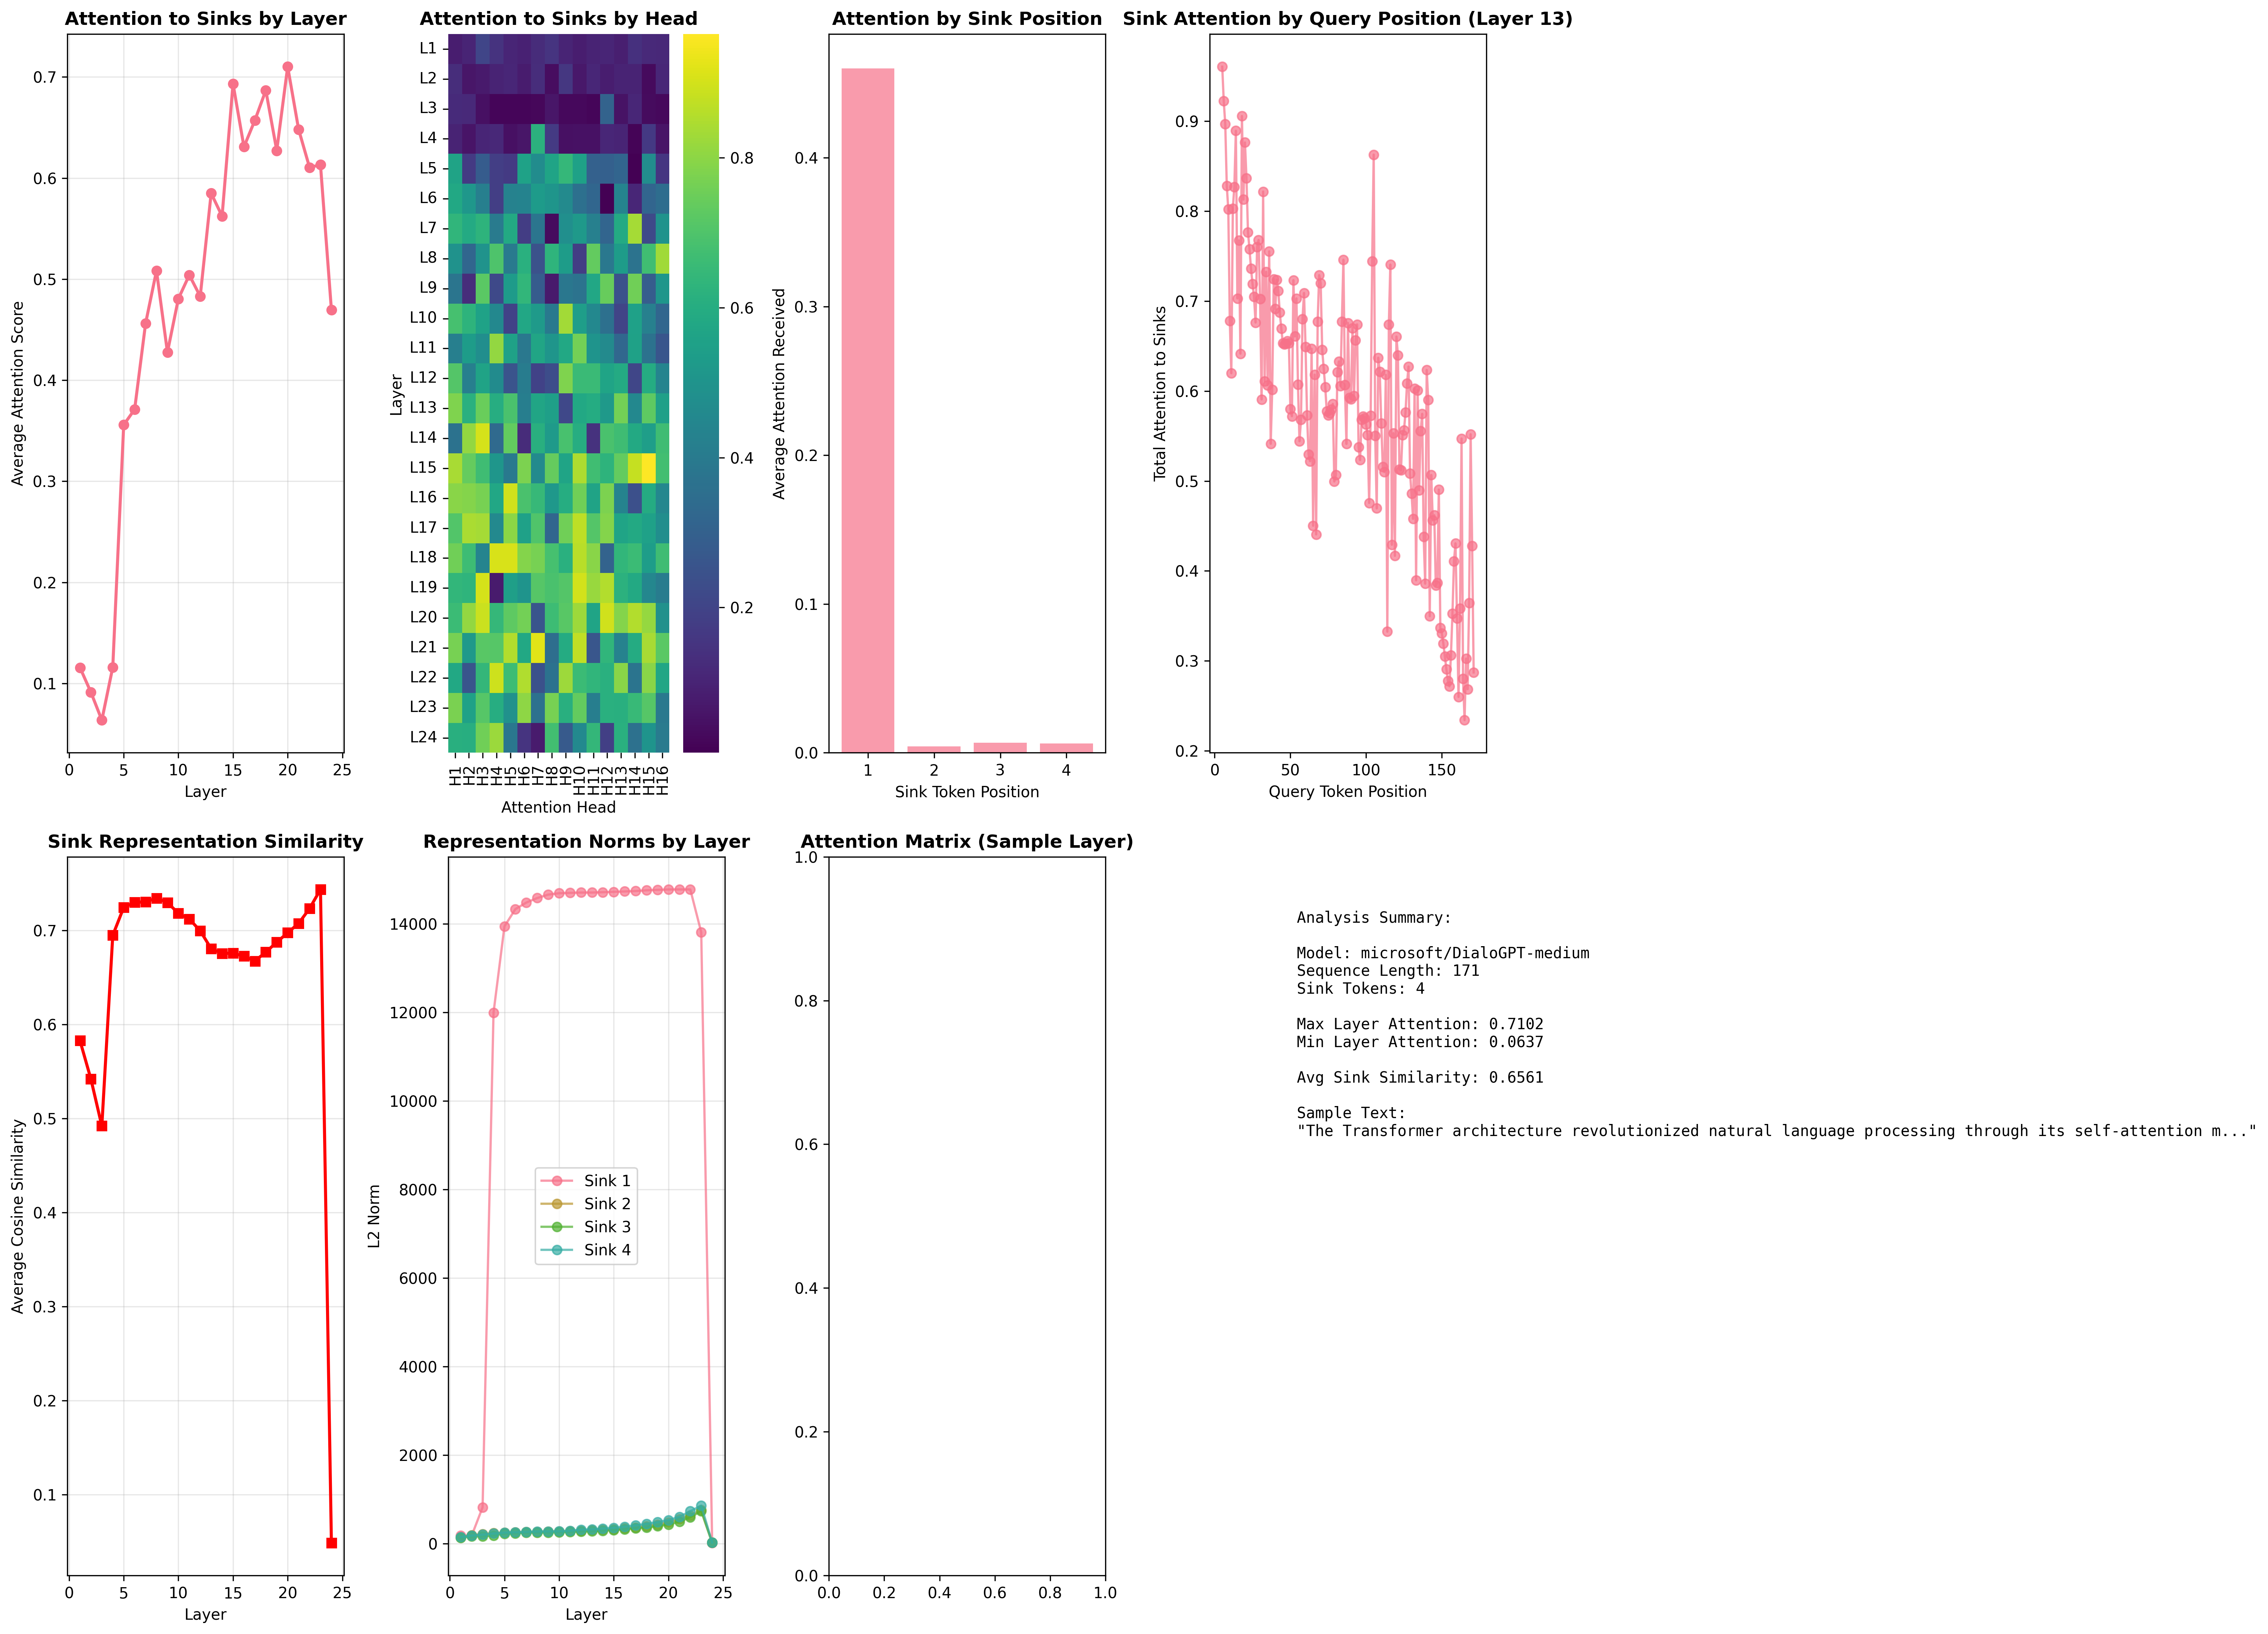 Attention to Sinks by Layer
Average Attention Score
0.7
0.6
0.5
0.4
0.3
0.2
0.1
0 5 10 15 20 25
Layer
Attention to Sinks by Head
Layer
L1
L2
L3
L4
L5
L6
L7
L8
L9
L10
L11
L12
L13
L14
L15
L16
L17
L18
L19
L20
L21
L22
L23
L24
H1 H2 H3 H4 H5 H6 H7 H8 H9 H10 H11 H12 H13 H14 H15 H16
Attention Head
0.8
0.6
0.4
0.2
Attention by Sink Position
Average Attention Received
0.4
0.3
0.2
0.1
0.0
1 2 3 4
Sink Token Position
Sink Attention by Query Position (Layer 13)
Total Attention to Sinks
0.9
0.8
0.7
0.6
0.5
0.4
0.3
0.2
0 50 100 150
Query Token Position
Sink Representation Similarity
Average Cosine Similarity
0.7
0.6
0.5
0.4
0.3
0.2
0.1
0 5 10 15 20 25
Layer
Representation Norms by Layer
L2 Norm
14000
12000
10000
8000
6000
4000
2000
0
Sink 1
Sink 2
Sink 3
Sink 4
0 5 10 15 20 25
Layer
Attention Matrix (Sample Layer)
1.0
0.8
0.6
0.4
0.2
0.0
0.0 0.2 0.4 0.6 0.8 1.0
Analysis Summary:
Model: microsoft/DialoGPT-medium
Sequence Length: 171
Sink Tokens: 4
Max Layer Attention: 0.7102
Min Layer Attention: 0.0637
Avg Sink Similarity: 0.6561
Sample Text:
"The Transformer architecture revolutionized natural language processing through its self-attention m..."